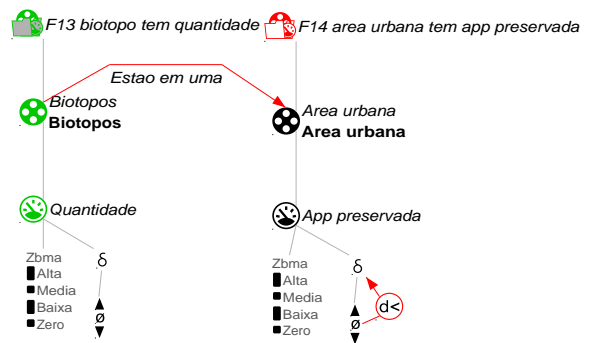 F13 biotopo tem quantidade
F14 area urbana tem app preservada
Estao em uma
Biotopos
Biotopos
Area urbana
Area urbana
Quantidade
App preservada
Zbma
Alta
Media
Baixa
Zero
δ
ø
Zbma
Alta
Media
Baixa
Zero
δ
d<
ø